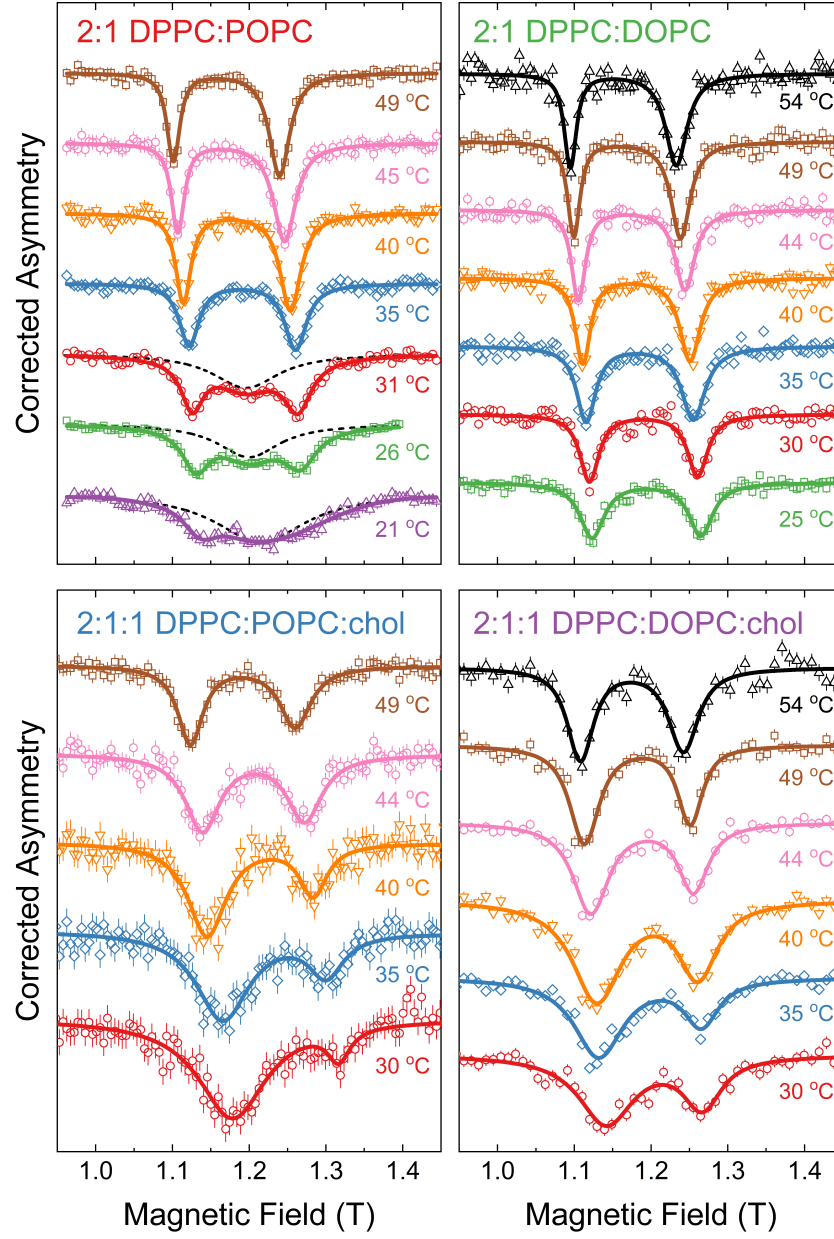 2:1 DPPC:POPC
49 °C
45 °C
40 °C
35 °C
31 °C
26 °C
21 °C
Corrected Asymmetry
2:1 DPPC:DOPC
54 °C
49 °C
44 °C
40 °C
35 °C
30 °C
25 °C
2:1:1 DPPC:POPC:chol
49 °C
44 °C
40 °C
35 °C
30 °C
Corrected Asymmetry
1.0 1.1 1.2 1.3 1.4
Magnetic Field (T)
2:1:1 DPPC:DOPC:chol
54 °C
49 °C
44 °C
40 °C
35 °C
30 °C
1.0 1.1 1.2 1.3 1.4
Magnetic Field (T)